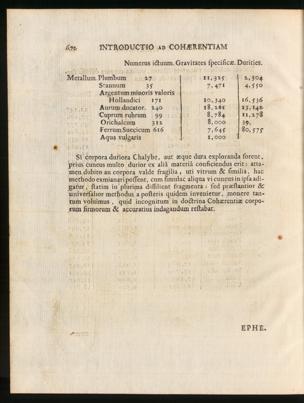 672 INTRODUCTIO AD COHÆRENTIAM
Numerus ictuum. Gravitates specificæ. Durities.
Metallum Plumbum 27 11,325 2,304
Stannum 35 7,471 4,550
Argentum minoris valoris
Hollandici 171 10,340 16,536
Aurum ducator. 240 18,261 13,142
Cuprum rubrum 99 8,784 11,278
Orichalcum 312 8,000 39,
Ferrum Suecicum 616 7,645 80,575
Aqua vulgaris 1,000
Si corpora duriora Chalybe, aut æque dura exploranda forent,
prius cuneus multo durior ex aliâ materiâ conficiendus erit: atta-
men dubito an corpora valde fragilia, uti vitrum & similia, hac
methodo examinari possent, cum simulac aliqua vi cuneus in ipsa adi-
gatur, statim in plurima dissiliant fragmenta: sed præstantior &
universalior methodus a posteris quidem invenietur, monere tan-
tum voluimus, quid incognitum in doctrina Cohærentiæ corpo-
rum firmorum & accuratius indagandum restabat.
EPHE.